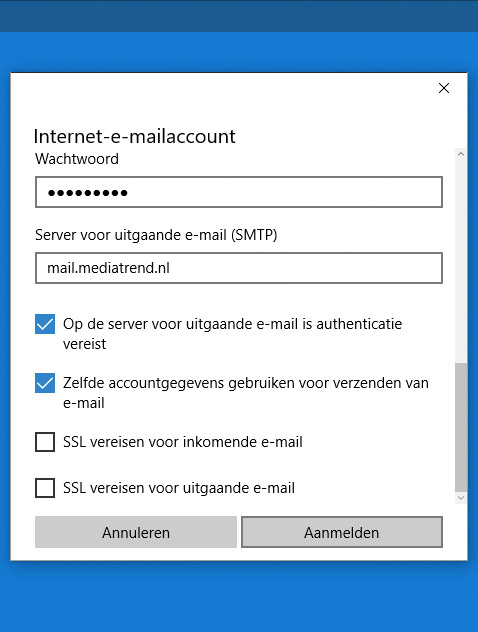 Internet-e-mailaccount
Wachtwoord
●●●●●●●●●
Server voor uitgaande e-mail (SMTP)
mail.mediatrend.nl
Op de server voor uitgaande e-mail is authenticatie
vereist
Zelfde accountgegevens gebruiken voor verzenden van
e-mail
SSL vereisen voor inkomende e-mail
SSL vereisen voor uitgaande e-mail
Annuleren
Aanmelden